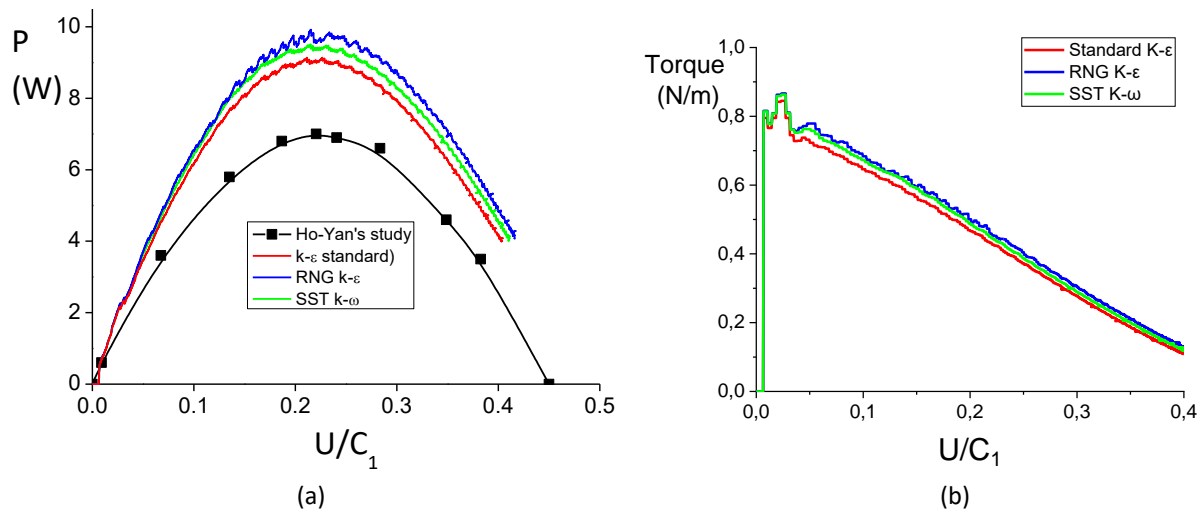 P
(W)
10
8
6
4
2
0
Ho-Yan's study
k-ε standard)
RNG k-ε
SST k-ω
0.0 0.1 0.2 0.3 0.4 0.5
U/C1
(a)
Torque
(N/m)
1,0
0,8
0,6
0,4
0,2
0,0
Standard K-ε
RNG K-ε
SST K-ω
0,0 0,1 0,2 0,3 0,4
U/C1
(b)